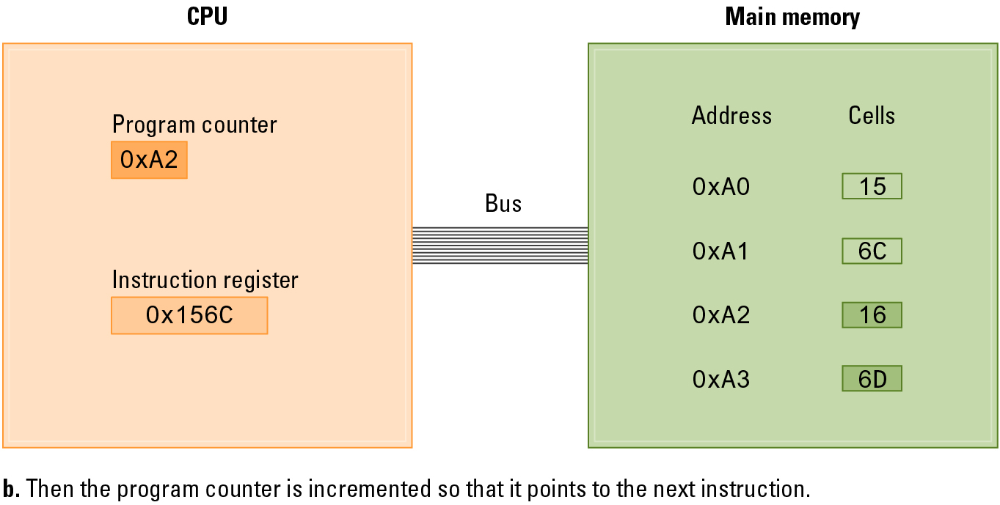 CPU
Main memory
Program counter
0xA2
Instruction register
0x156C
Bus
Address Cells
0xA0 15
0xA1 6C
0xA2 16
0xA3 6D
b. Then the program counter is incremented so that it points to the next instruction.